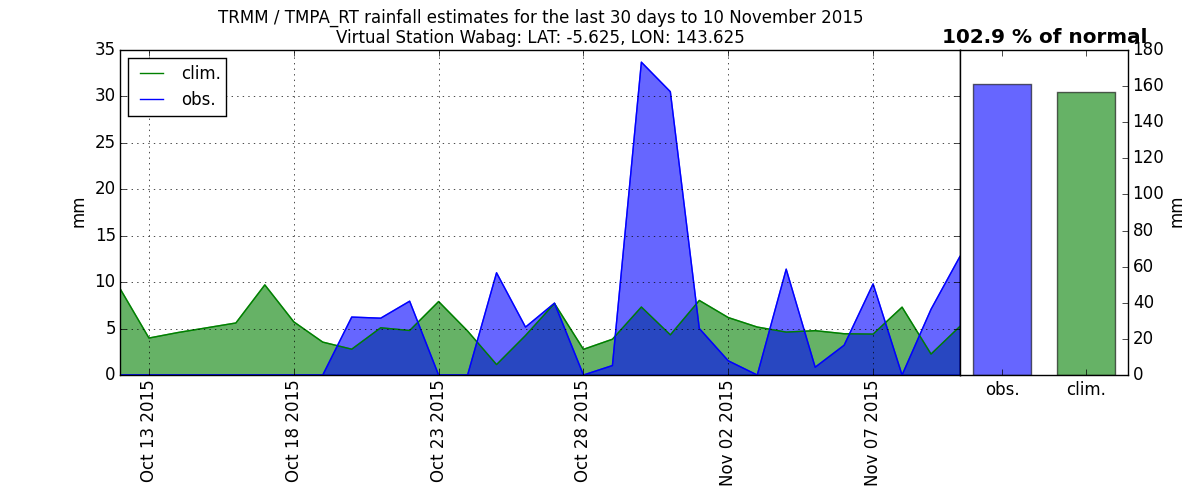 TRMM / TMPA_RT rainfall estimates for the last 30 days to 10 November 2015
Virtual Station Wabag: LAT: -5.625, LON: 143.625
102.9 % of normal
clim.
obs.
35
30
25
20
15
10
5
0
mm
Oct 13 2015
Oct 18 2015
Oct 23 2015
Oct 28 2015
Nov 02 2015
Nov 07 2015
180
160
140
120
100
80
60
40
20
0
mm
obs.
clim.